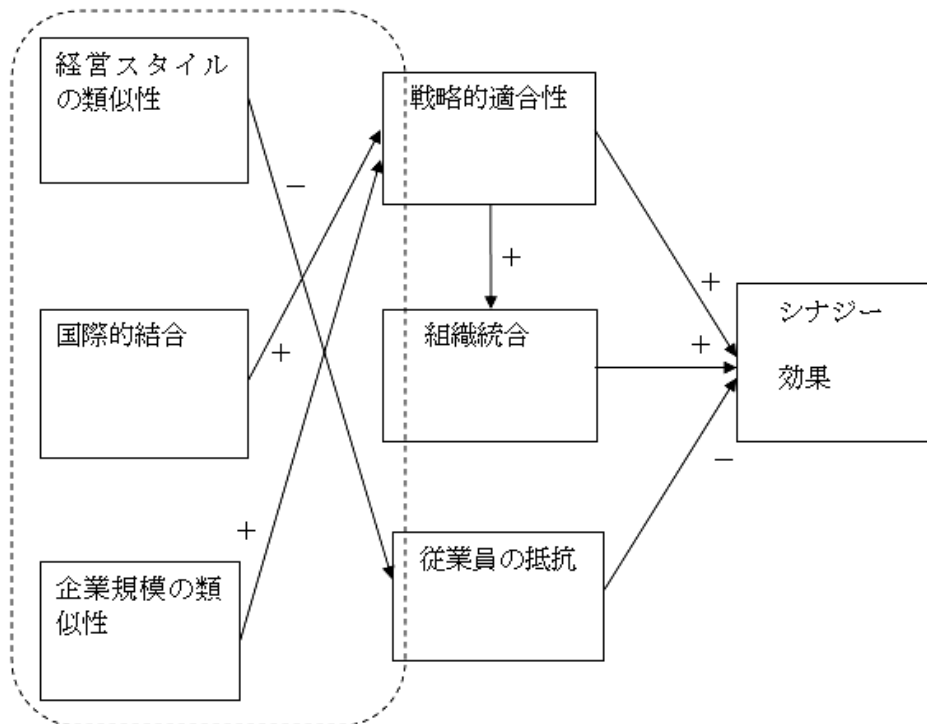 経営スタイル
の類似性
戦略的適合性
－
＋
＋
シナジー
効果
国際的結合
＋
組織統合
＋
－
＋
企業規模の類
似性
従業員の抵抗